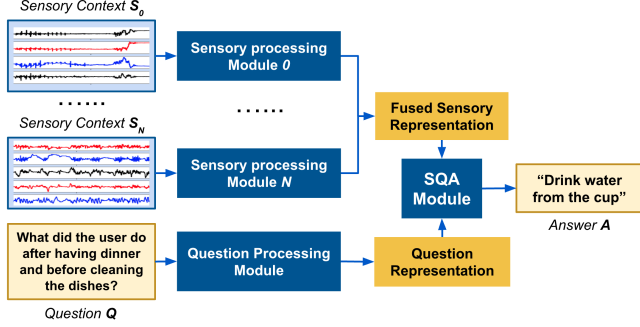 Sensory Context S0
Sensory processing
Module 0
Fused Sensory
Representation
......
......
Sensory Context SN
Sensory processing
Module N
SQA
Module
“Drink water
from the cup”
Answer A
What did the user do
after having dinner
and before cleaning
the dishes?
Question Q
Question Processing
Module
Question
Representation